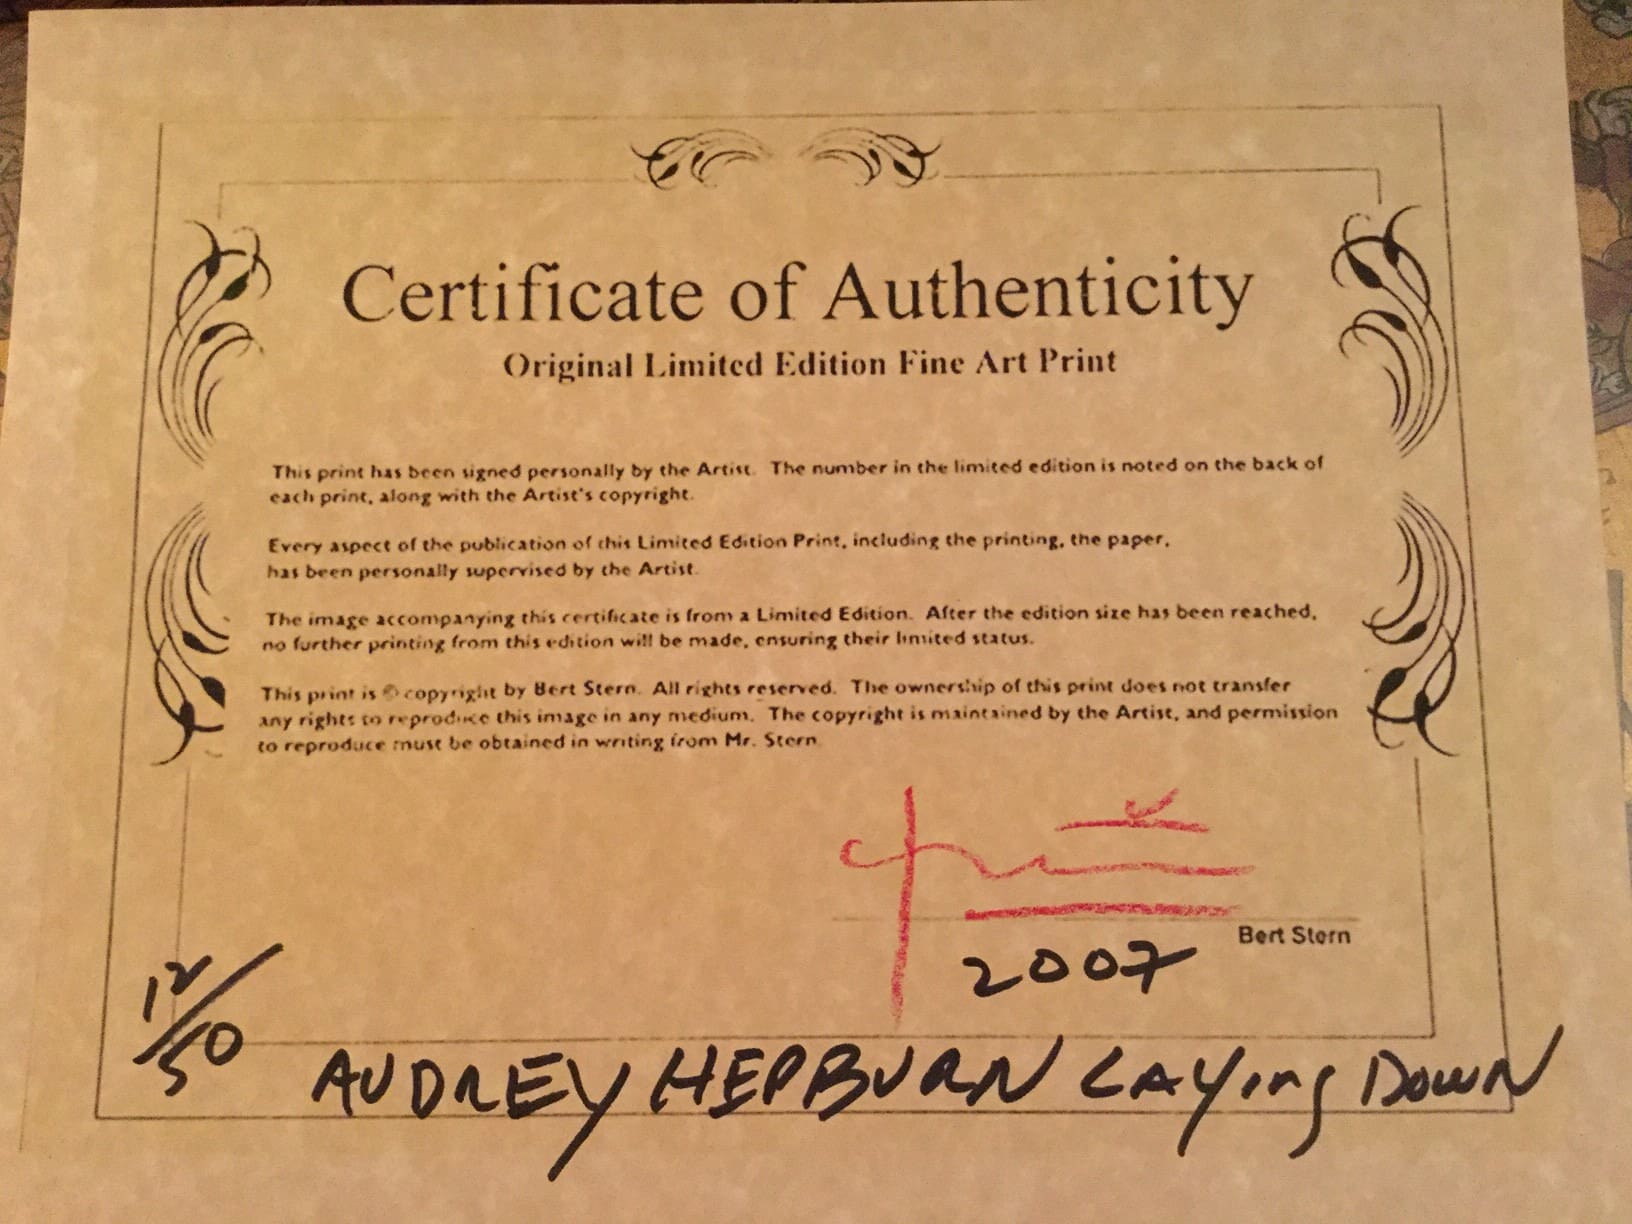 Certificate of Authenticity
Original Limited Edition Fine Art Print
This print has been signed personally by the Artist. The number in the limited edition is noted on the back of
each print, along with the Artist's copyright.
Every aspect of the publication of this Limited Edition Print, including the printing, the paper,
has been personally supervised by the Artist.
The image accompanying this certificate is from a Limited Edition. After the edition size has been reached,
no further printing from this edition will be made, ensuring their limited status.
This print is © copyright by Bert Stern. All rights reserved. The ownership of this print does not transfer
any rights to reproduce this image in any medium. The copyright is maintained by the Artist, and permission
to reproduce must be obtained in writing from Mr. Stern.
Bert Stern
2007
12/50
AUDREY HEPBURN LAYing DOWN